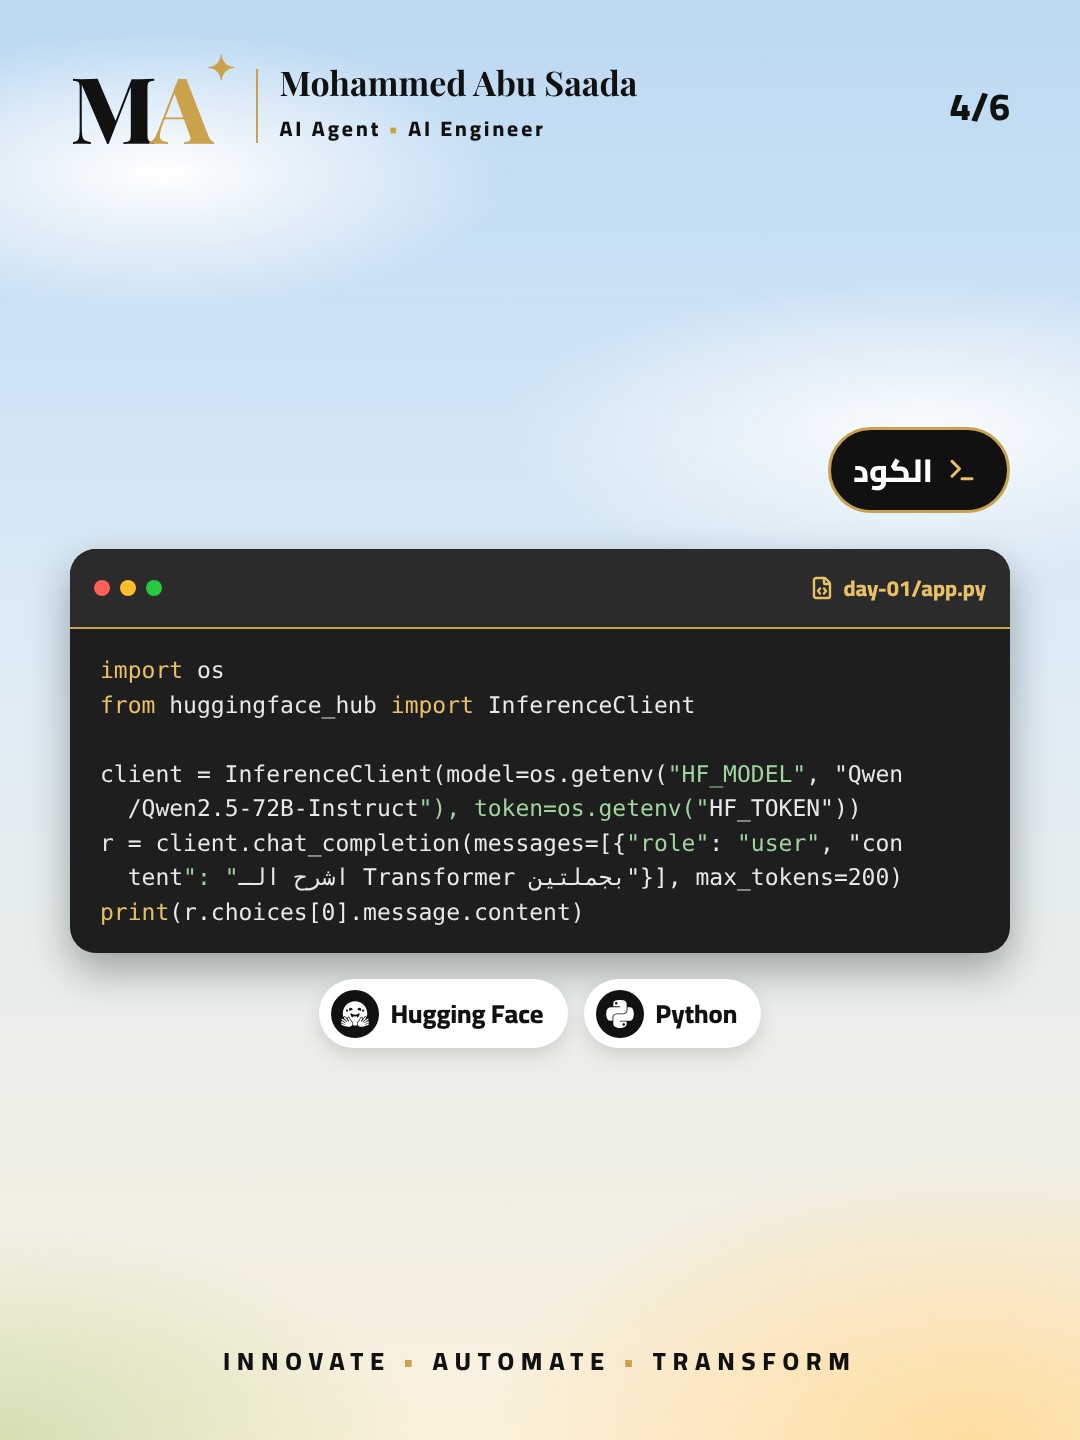 MA
Mohammed Abu Saada
AI Agent ▪ AI Engineer
4/6
الكود
day-01/app.py
import os
from huggingface_hub import InferenceClient

client = InferenceClient(model=os.getenv("HF_MODEL", "Qwen
/Qwen2.5-72B-Instruct"), token=os.getenv("HF_TOKEN"))
r = client.chat_completion(messages=[{"role": "user", "con
tent": "اشرح الـ Transformer بجملتين"}], max_tokens=200)
print(r.choices[0].message.content)
Hugging Face
Python
INNOVATE ▪ AUTOMATE ▪ TRANSFORM